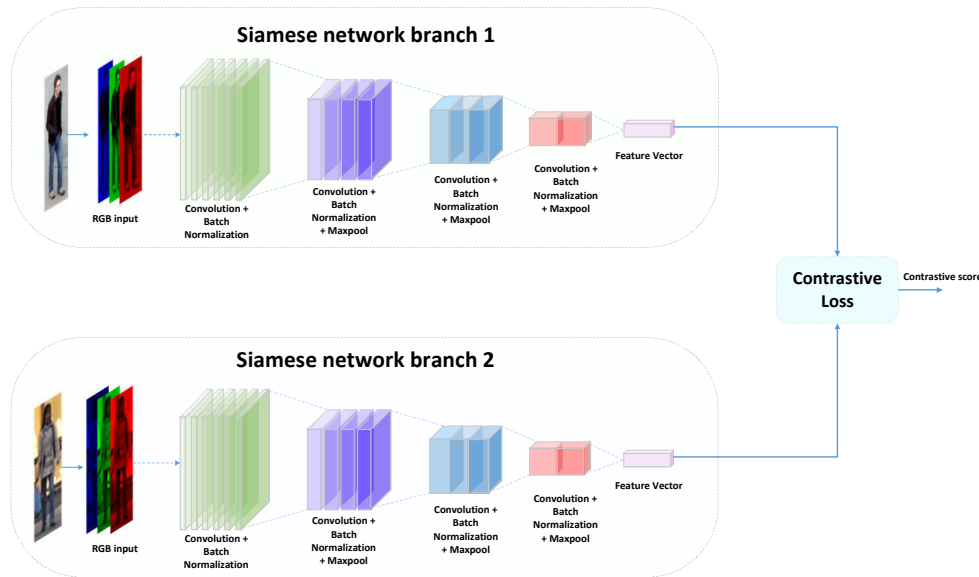 Siamese network branch 1
RGB input
Convolution +
Batch
Normalization
Convolution +
Batch
Normalization
+ Maxpool
Convolution +
Batch
Normalization
+ Maxpool
Convolution +
Batch
Normalization
+ Maxpool
Feature Vector
Contrastive
Loss
Contrastive score
Siamese network branch 2
RGB input
Convolution +
Batch
Normalization
Convolution +
Batch
Normalization
+ Maxpool
Convolution +
Batch
Normalization
+ Maxpool
Convolution +
Batch
Normalization
+ Maxpool
Feature Vector